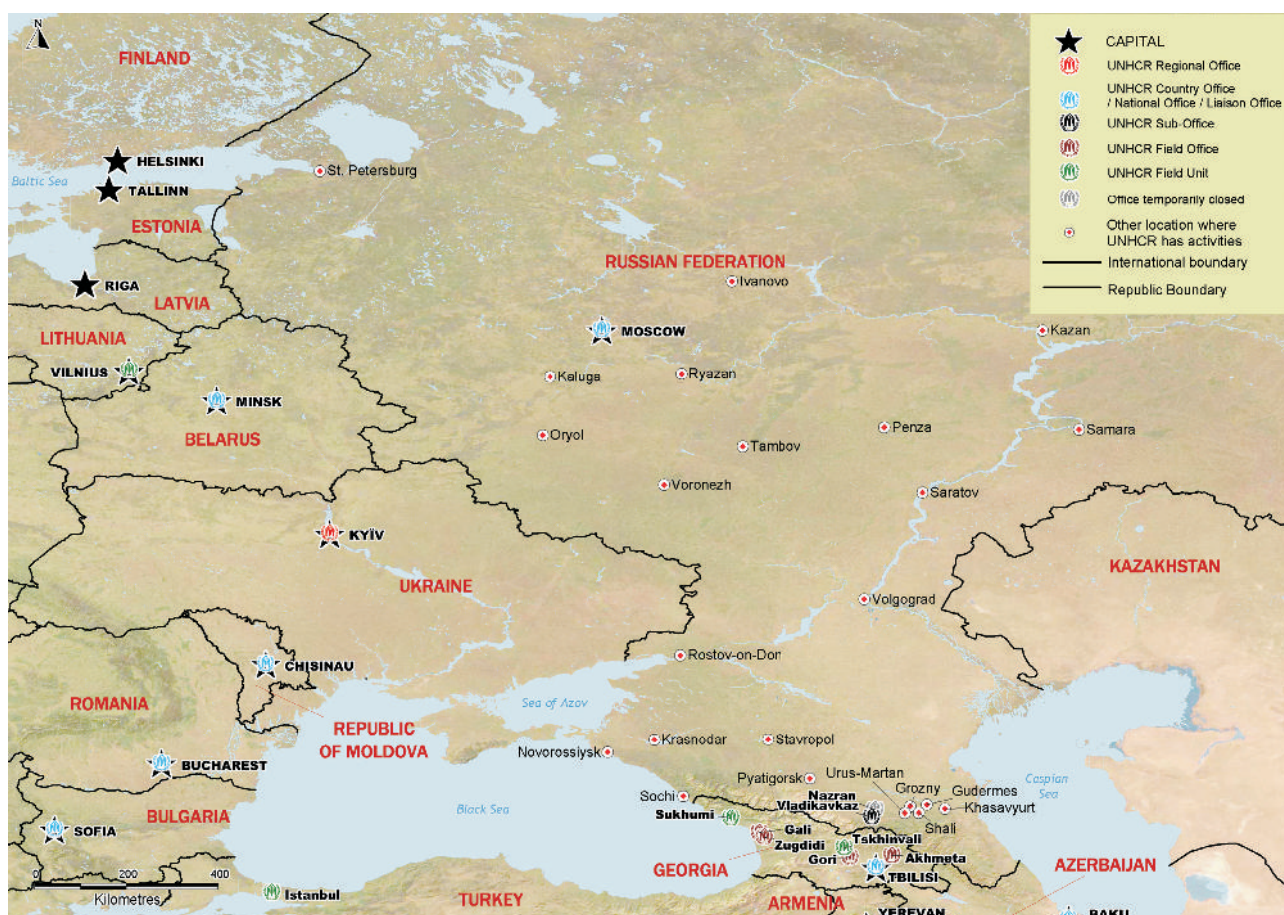 N
FINLAND
HELSINKI
Baltic Sea
TALLINN
St. Petersburg
ESTONIA
RIGA
LATVIA
LITHUANIA
VILNIUS
MINSK
BELARUS
RUSSIAN FEDERATION
Ivanovo
MOSCOW
Kazan
Kaluga
Ryazan
Oryol
Tambov
Penza
Samara
Voronezh
Saratov
KYÏV
UKRAINE
KAZAKHSTAN
Volgograd
CHISINAU
Rostov-on-Don
ROMANIA
Sea of Azov
REPUBLIC
OF MOLDOVA
Krasnodar
Stavropol
Novorossiysk
BUCHAREST
Pyatigorsk
Urus-Martan
Grozny
Gudermes
Caspian
Sea
Nazran
Vladikavkaz
Khasavyurt
Shali
Sochi
Sukhumi
Black Sea
BULGARIA
SOFIA
Gali
Zugdidi
Tskhinvali
Gori
Akhmeta
TBILISI
GEORGIA
AZERBAIJAN
0 200 400
Kilometres
Istanbul
TURKEY
ARMENIA
YEREVAN
BAKU
CAPITAL
UNHCR Regional Office
UNHCR Country Office
/ National Office / Liaison Office
UNHCR Sub-Office
UNHCR Field Office
UNHCR Field Unit
Office temporarily closed
Other location where
UNHCR has activities
International boundary
Republic Boundary